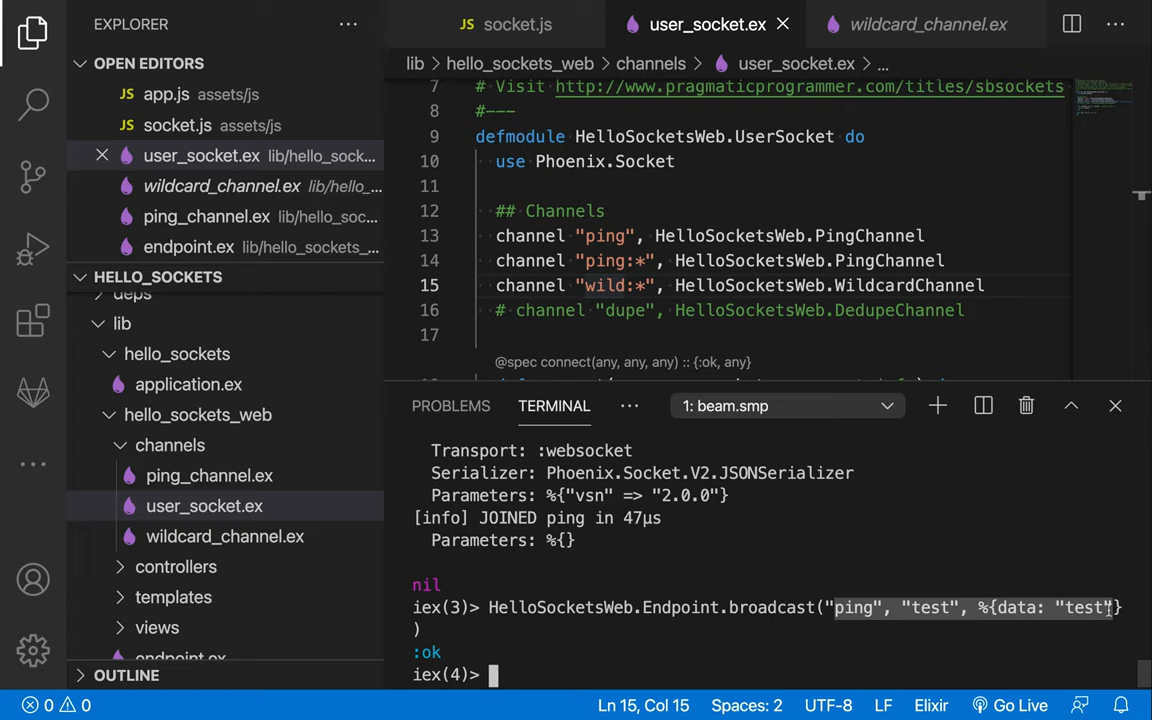 EXPLORER
OPEN EDITORS
JS app.js assets/js
JS socket.js assets/js
user_socket.ex lib/hello_sock...
wildcard_channel.ex lib/hello_...
ping_channel.ex lib/hello_soc...
endpoint.ex lib/hello_sockets_...
HELLO_SOCKETS
deps
lib
hello_sockets
application.ex
hello_sockets_web
channels
ping_channel.ex
user_socket.ex
wildcard_channel.ex
controllers
templates
views
endpoint.ex
OUTLINE
JS socket.js
user_socket.ex
wildcard_channel.ex
lib > hello_sockets_web > channels > user_socket.ex > ...
7 # Visit http://www.pragmaticprogrammer.com/titles/sbsockets
8 #---
9 defmodule HelloSocketsWeb.UserSocket do
10 use Phoenix.Socket
11
12 ## Channels
13 channel "ping", HelloSocketsWeb.PingChannel
14 channel "ping:*", HelloSocketsWeb.PingChannel
15 channel "wild:*", HelloSocketsWeb.WildcardChannel
16 # channel "dupe", HelloSocketsWeb.DedupeChannel
17
@spec connect(any, any, any) :: {:ok, any}
PROBLEMS TERMINAL ... 1: beam.smp
Transport: :websocket
Serializer: Phoenix.Socket.V2.JSONSerializer
Parameters: %{"vsn" => "2.0.0"}
[info] JOINED ping in 47µs
Parameters: %{}
nil
iex(3)> HelloSocketsWeb.Endpoint.broadcast("ping", "test", %{data: "test"}
)
:ok
iex(4)>
0 0 Ln 15, Col 15 Spaces: 2 UTF-8 LF Elixir Go Live